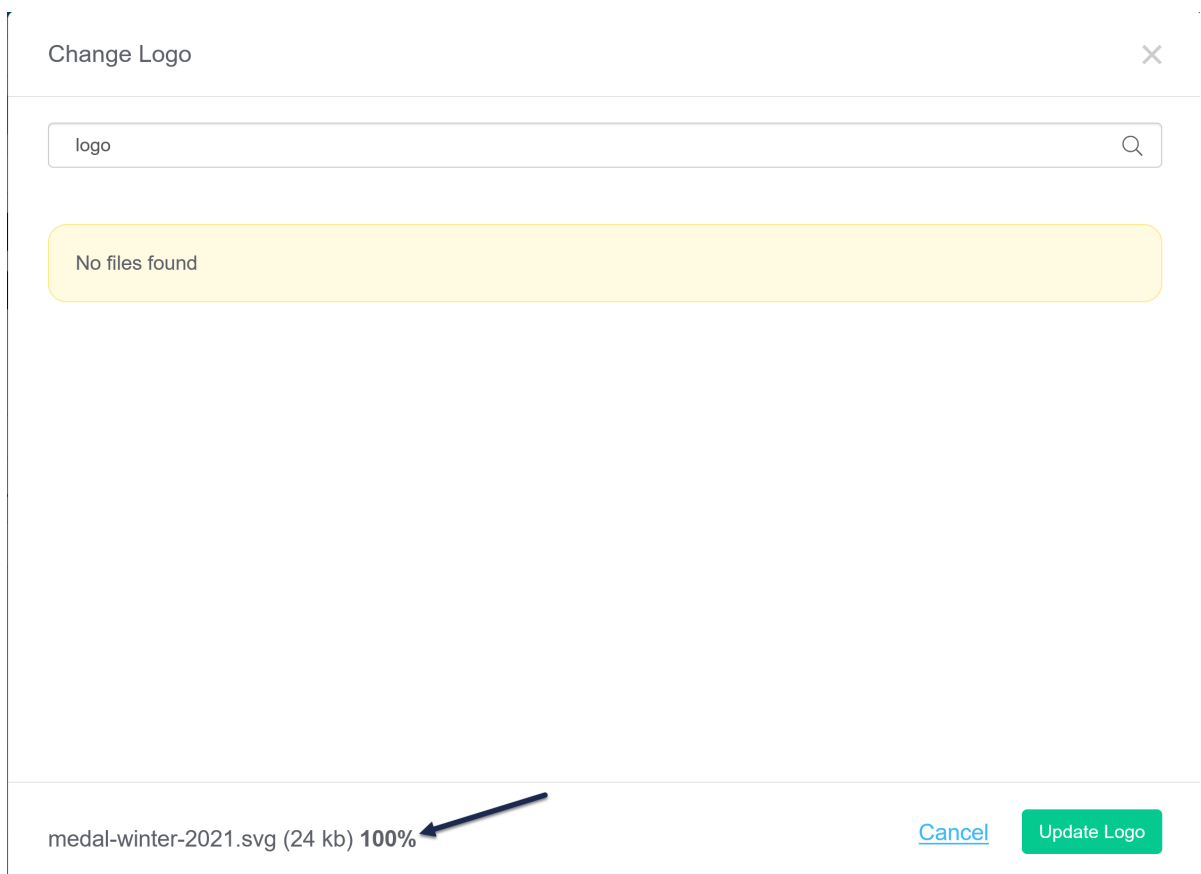 Change Logo
logo
No files found
medal-winter-2021.svg (24 kb) 100%
Cancel
Update Logo